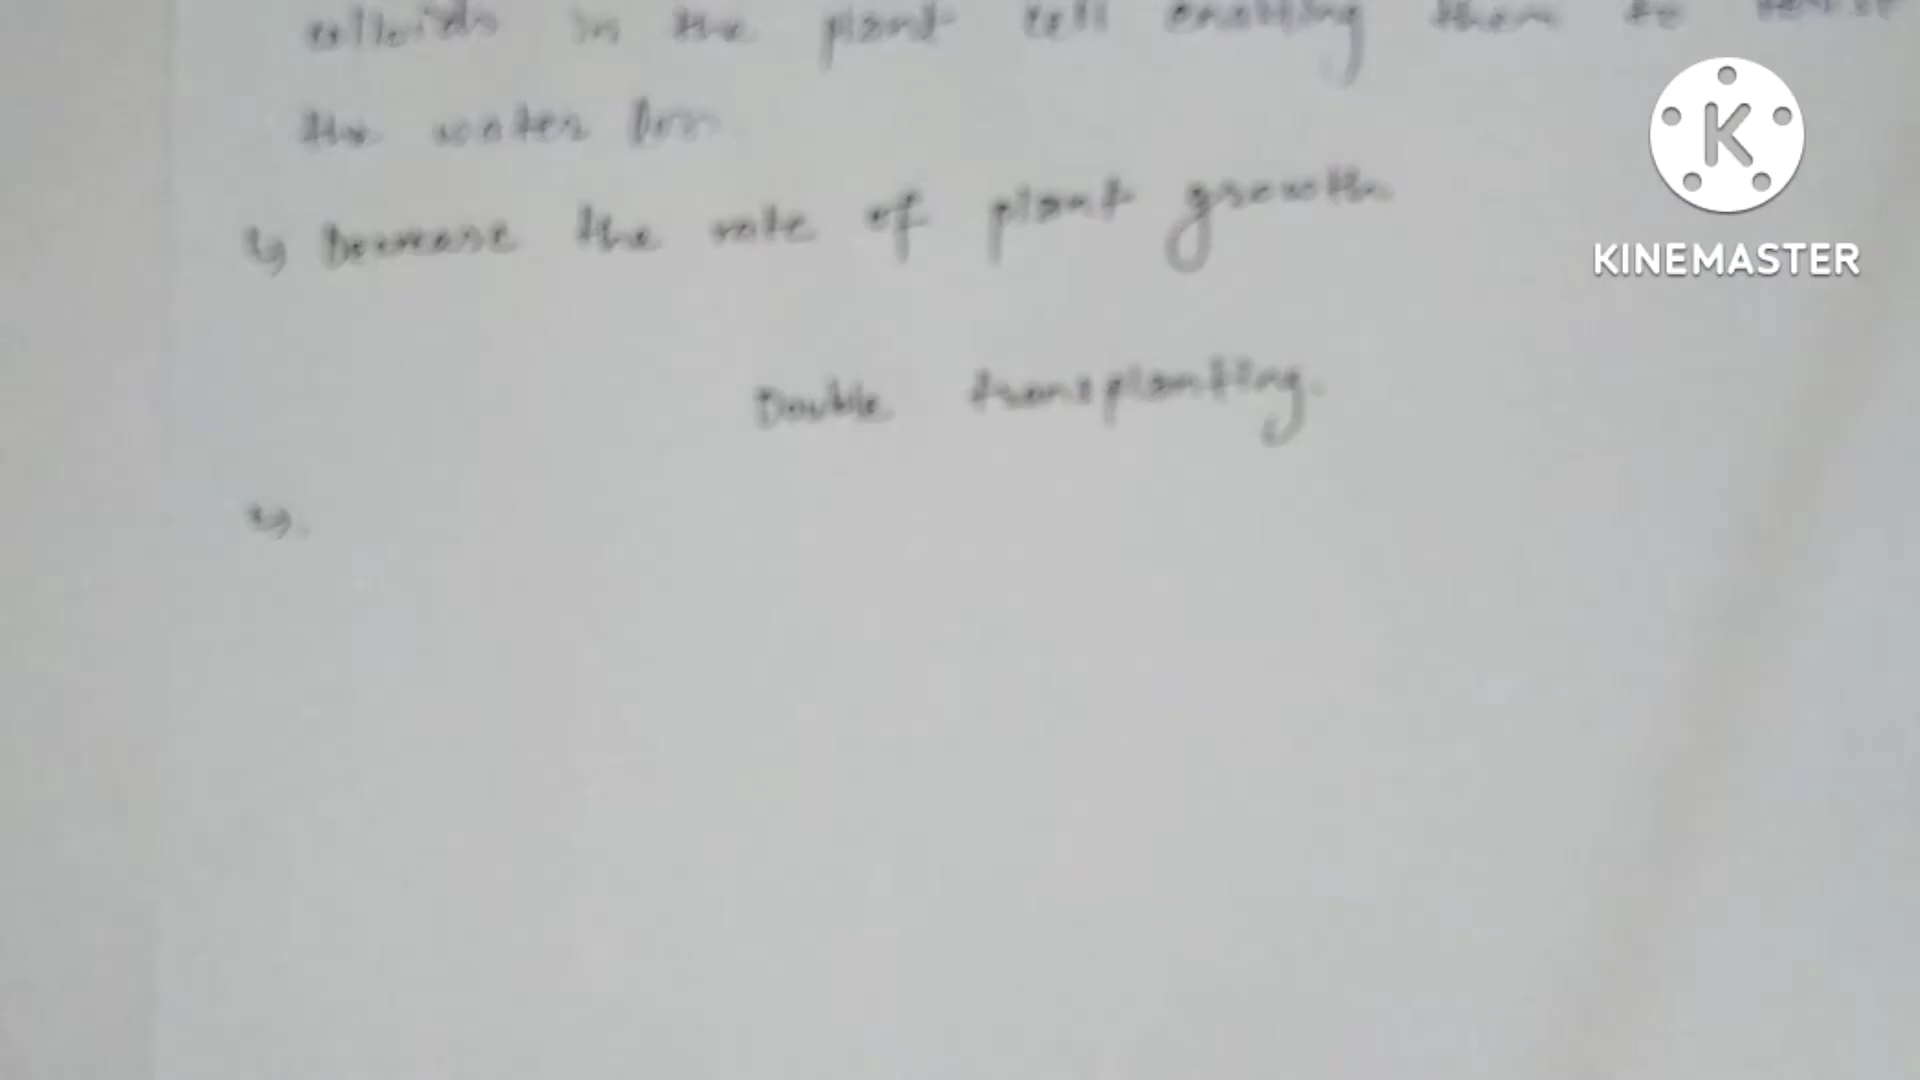 colloids in the plant cell enabling them to
the water loss
↳ Decrease the rate of plant growth
Double transplanting.
↳.
KINEMASTER